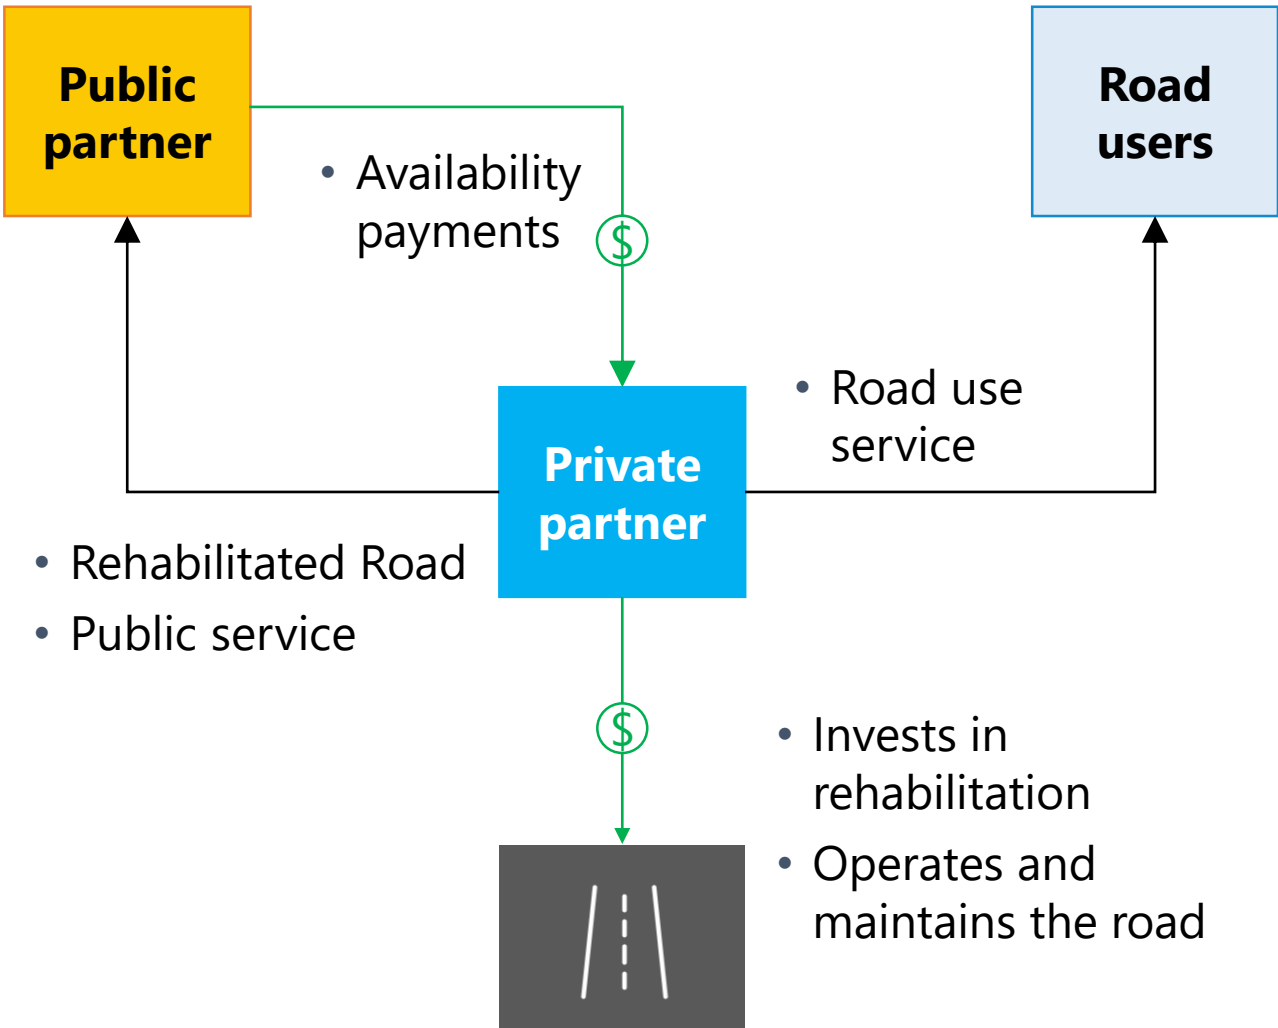 Public
partner
Road
users
• Availability
payments
$
• Road use
service
Private
partner
• Rehabilitated Road
• Public service
$
• Invests in
rehabilitation
• Operates and
maintains the road